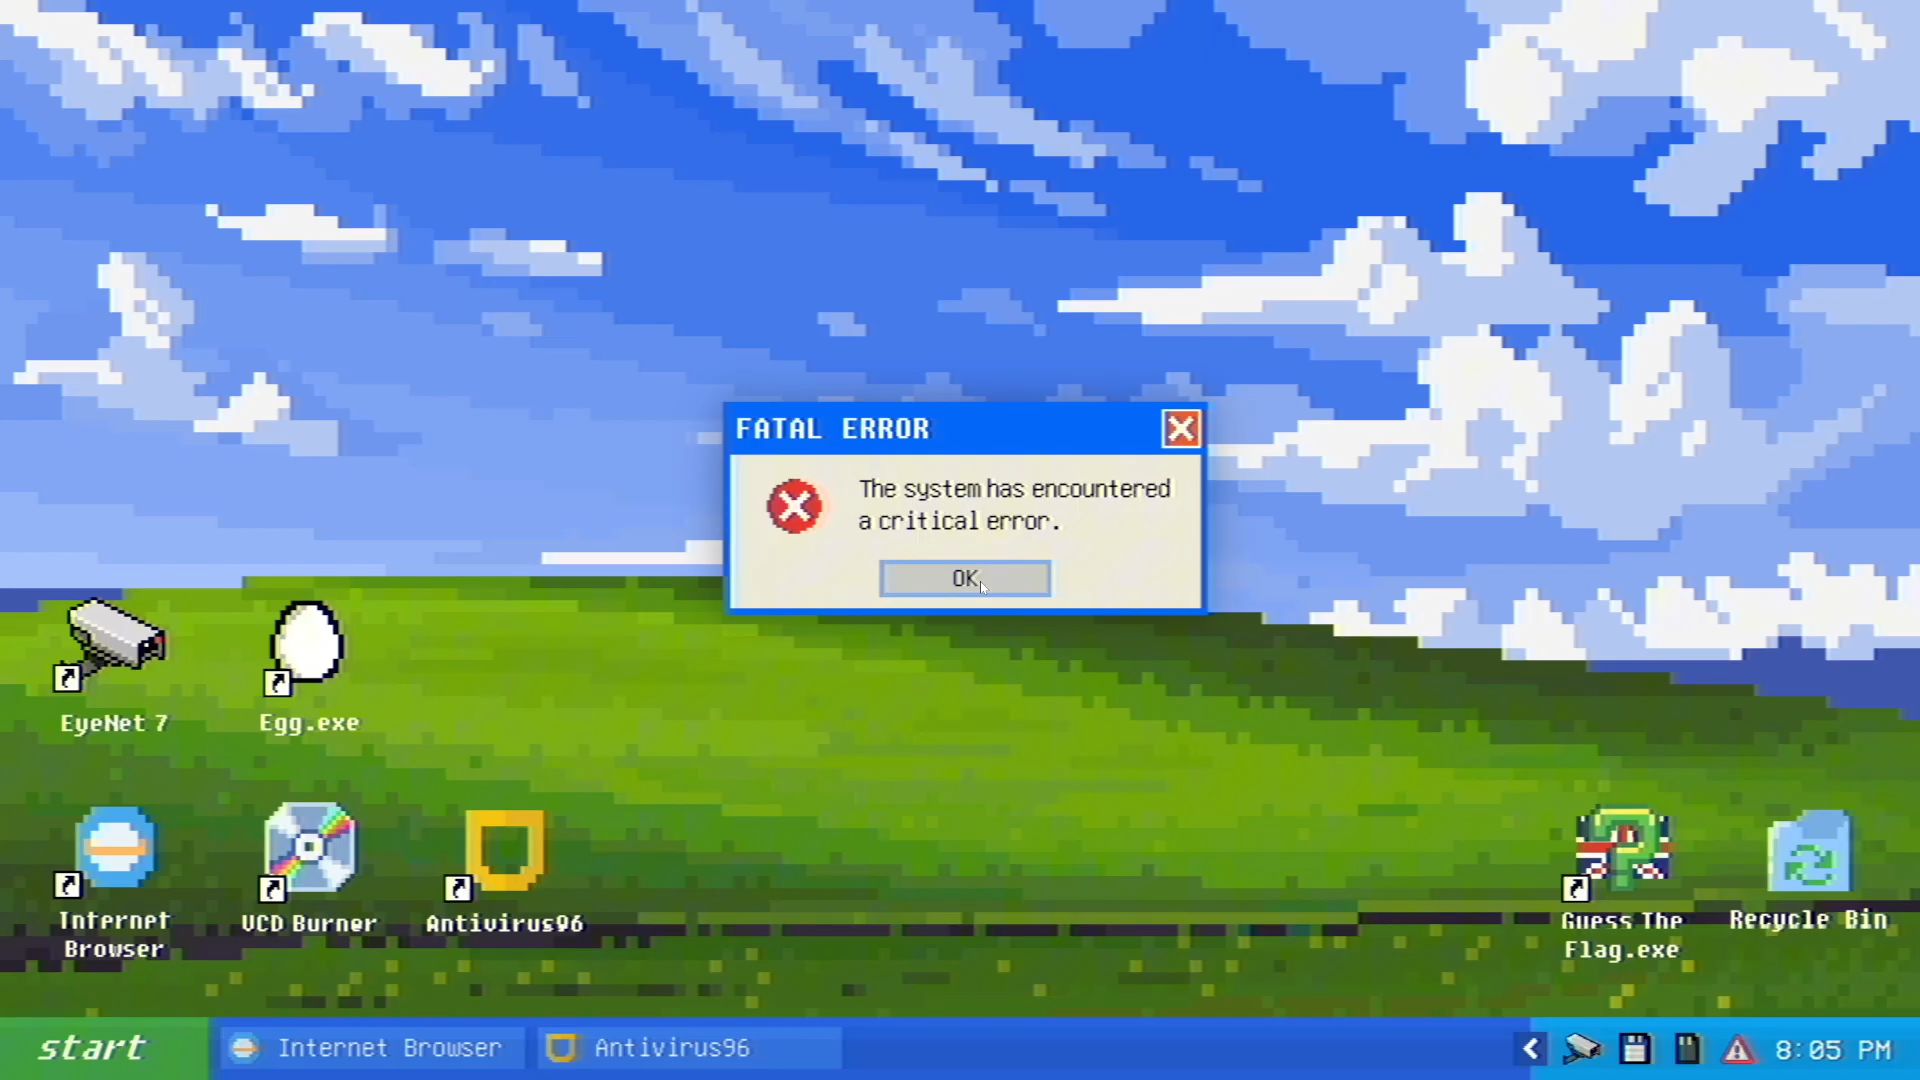 FATAL ERROR
The system has encountered
a critical error.
OK
EyeNet 7
Egg.exe
Internet
Browser
VCD Burner
Antivirus96
Guess The
Flag.exe
Recycle Bin
start
Internet Browser
Antivirus96
8:05 PM